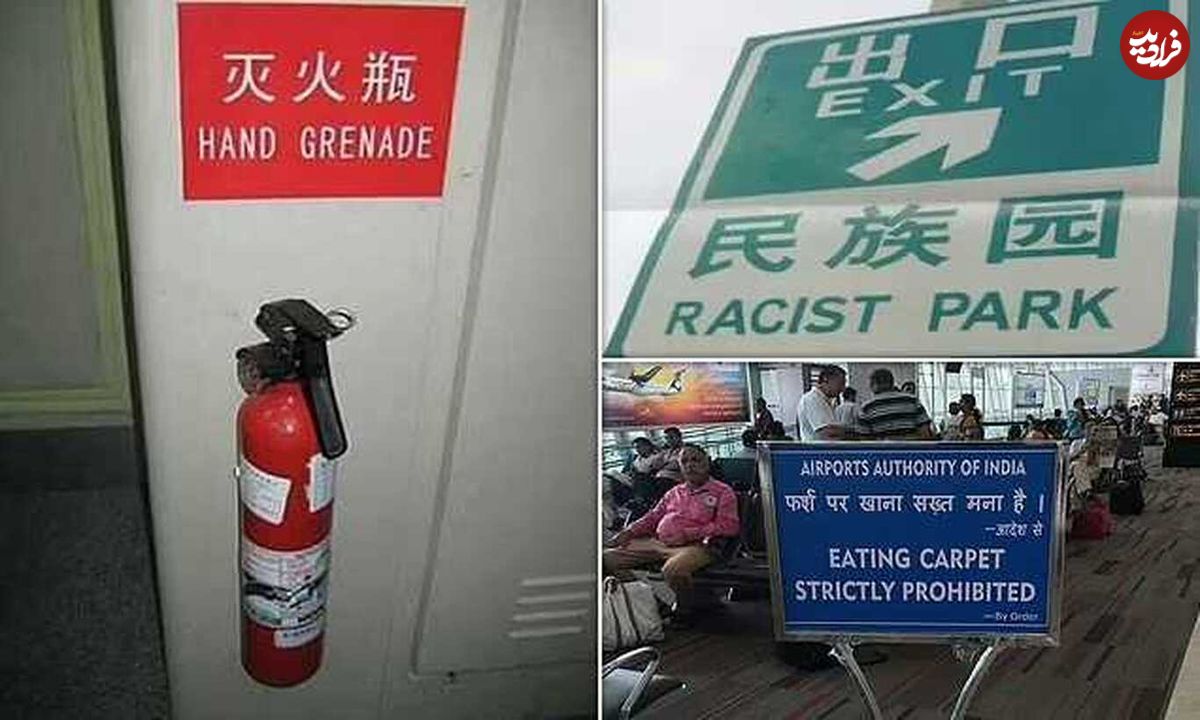 灭火瓶
HAND GRENADE
出口
EXIT
民族园
RACIST PARK
فرادید
AIRPORTS AUTHORITY OF INDIA
फर्श पर खाना सख़्त मना है ।
—आदेश से
EATING CARPET
STRICTLY PROHIBITED
—By Order